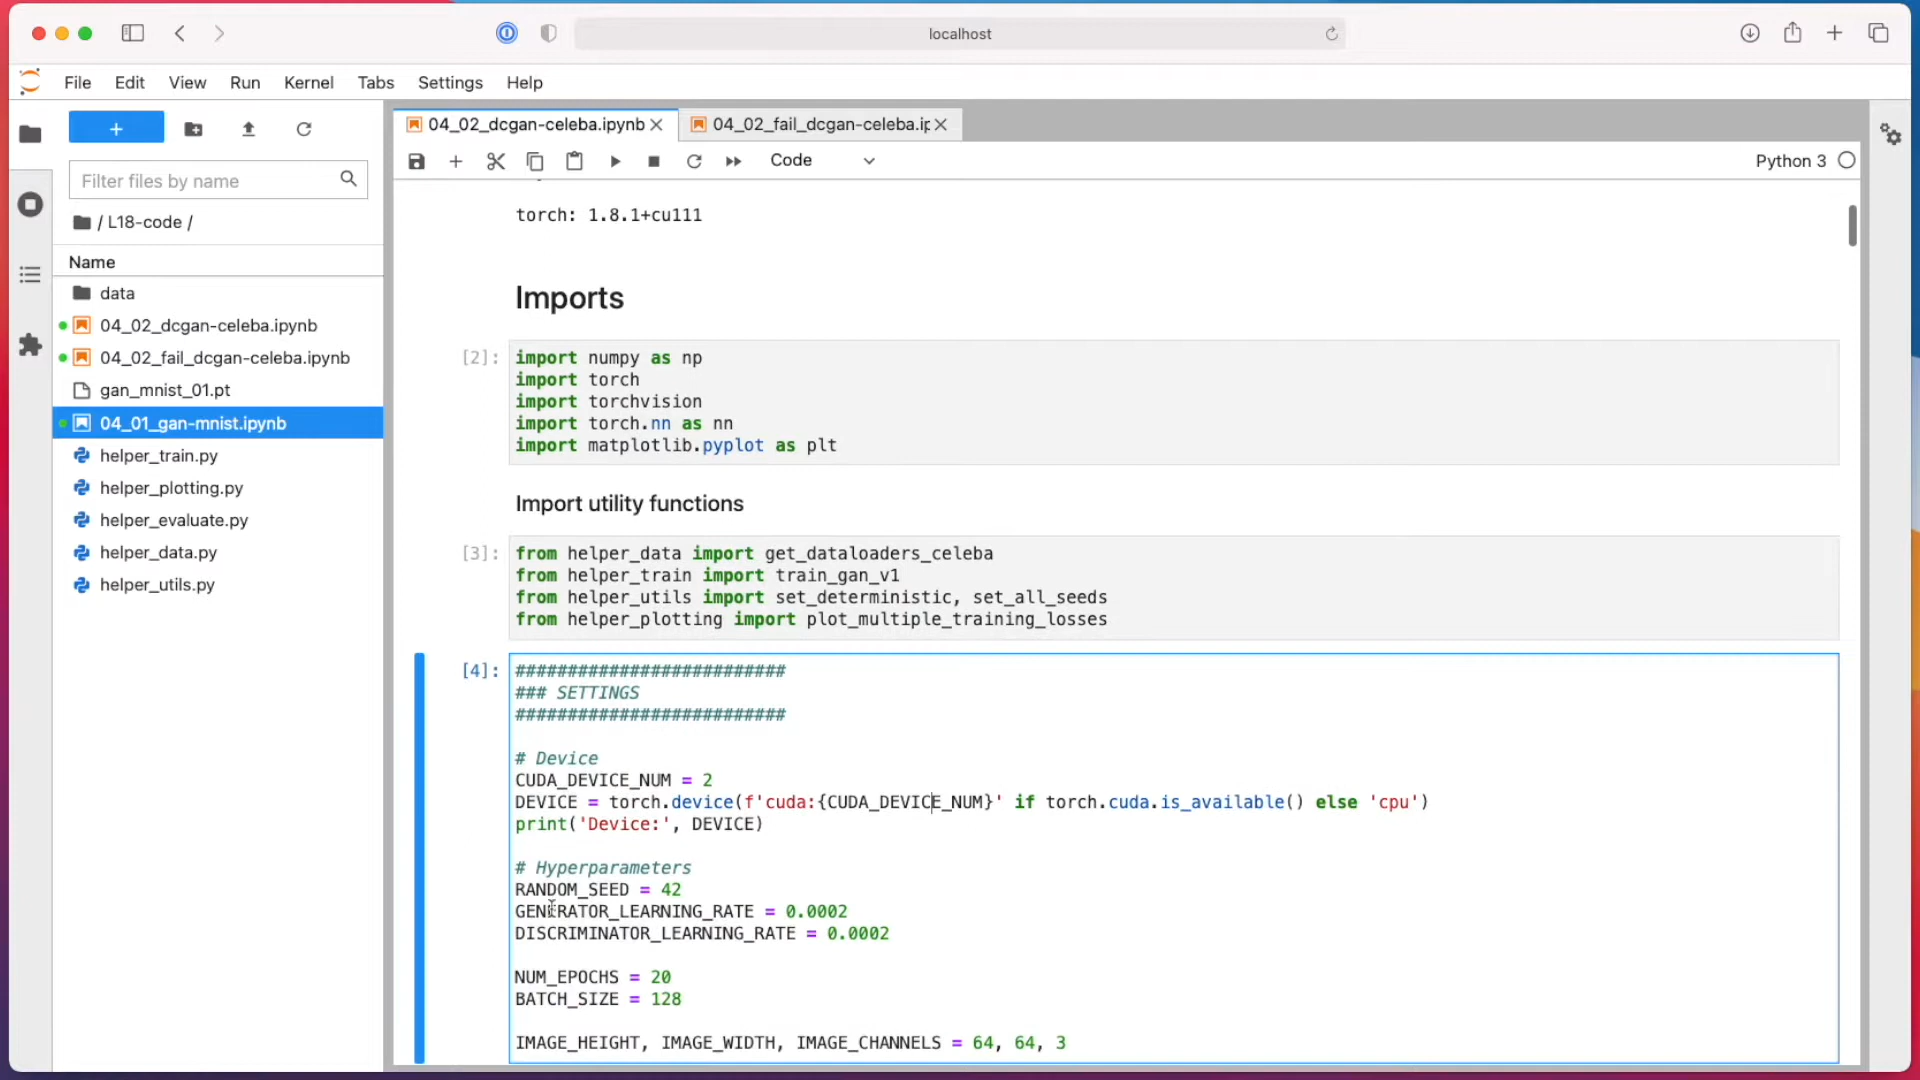 localhost
File Edit View Run Kernel Tabs Settings Help
+
Filter files by name
/ L18-code /
Name
data
04_02_dcgan-celeba.ipynb
04_02_fail_dcgan-celeba.ipynb
gan_mnist_01.pt
04_01_gan-mnist.ipynb
helper_train.py
helper_plotting.py
helper_evaluate.py
helper_data.py
helper_utils.py
04_02_dcgan-celeba.ipynb
04_02_fail_dcgan-celeba.ip
Code
Python 3
torch: 1.8.1+cu111
Imports
[2]:
import numpy as np
import torch
import torchvision
import torch.nn as nn
import matplotlib.pyplot as plt
Import utility functions
[3]:
from helper_data import get_dataloaders_celeba
from helper_train import train_gan_v1
from helper_utils import set_deterministic, set_all_seeds
from helper_plotting import plot_multiple_training_losses
[4]:
##########################
### SETTINGS
##########################
# Device
CUDA_DEVICE_NUM = 2
DEVICE = torch.device(f'cuda:{CUDA_DEVICE_NUM}' if torch.cuda.is_available() else 'cpu')
print('Device:', DEVICE)
# Hyperparameters
RANDOM_SEED = 42
GENERATOR_LEARNING_RATE = 0.0002
DISCRIMINATOR_LEARNING_RATE = 0.0002
NUM_EPOCHS = 20
BATCH_SIZE = 128
IMAGE_HEIGHT, IMAGE_WIDTH, IMAGE_CHANNELS = 64, 64, 3